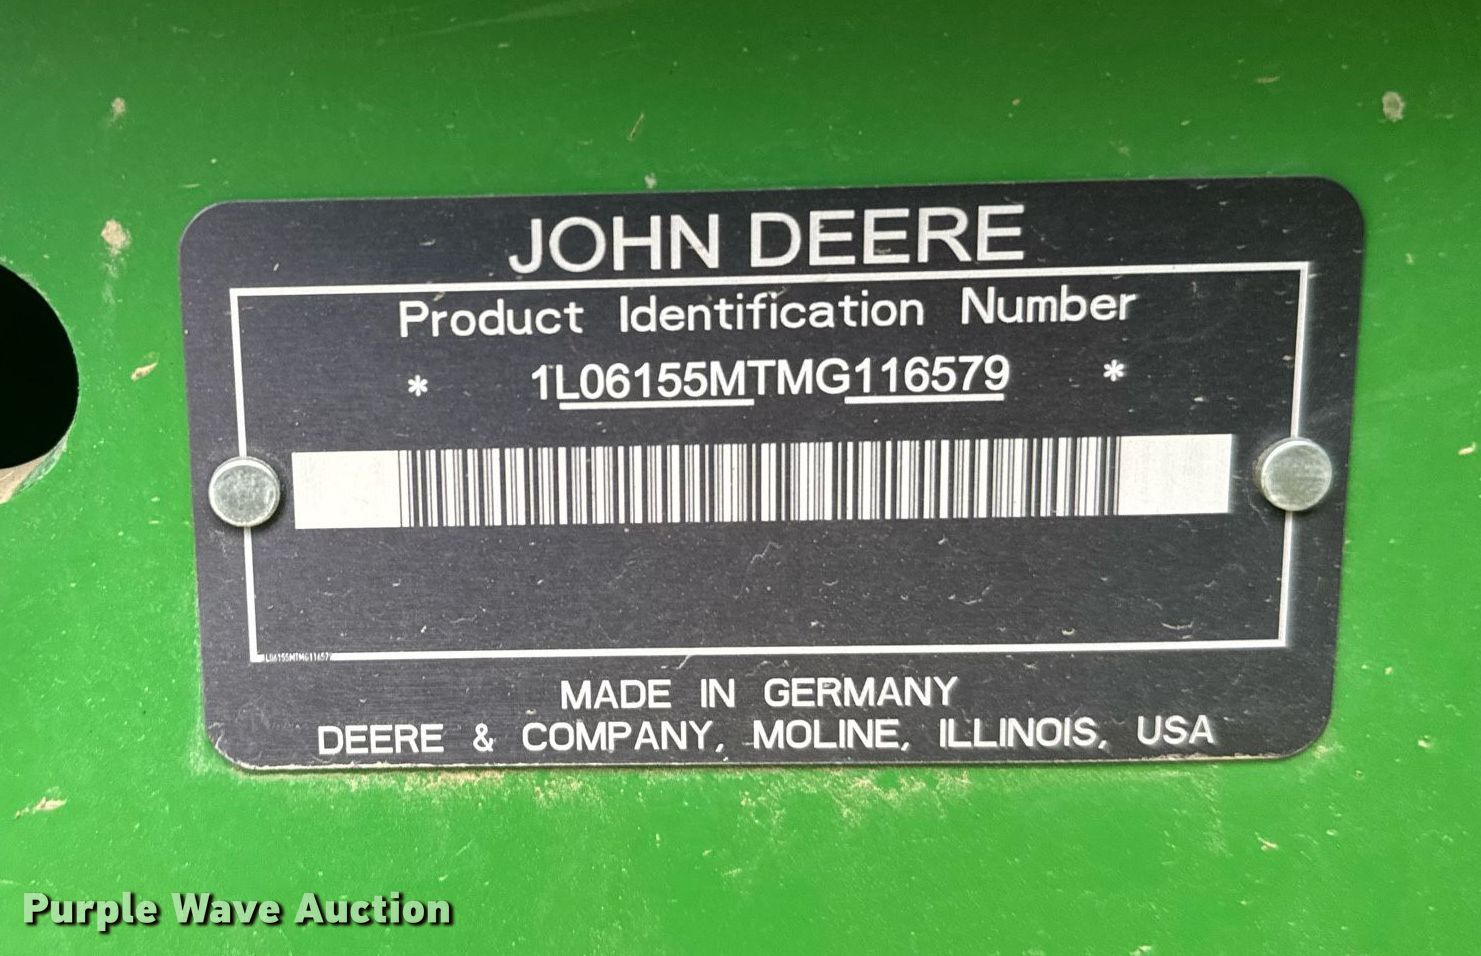 JOHN DEERE
Product Identification Number
* 1L06155MTMG116579 *
MADE IN GERMANY
DEERE & COMPANY, MOLINE, ILLINOIS, USA
Purple Wave Auction